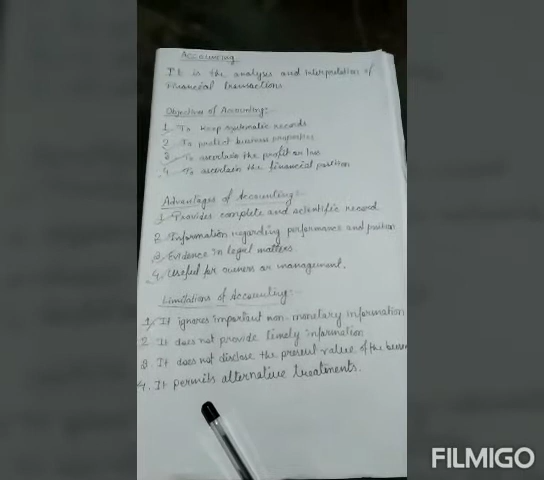 Accounting
It is the analysis and interpretation of
Financial transactions
Objectives of Accounting:-
1. To keep systematic records
2. To protect business properties
3. To ascertain the profit or loss
4. To ascertain the financial position
Advantages of Accounting:-
1. Provides complete and scientific record
2. Information regarding performance and position
3. Evidence in legal matters
4. Useful for owners or management.
Limitations of Accounting:-
1. It ignores important non-monetary information
2. It does not provide timely information
3. It does not disclose the present value of the
4. It permits alternative treatments.
FILMIGO